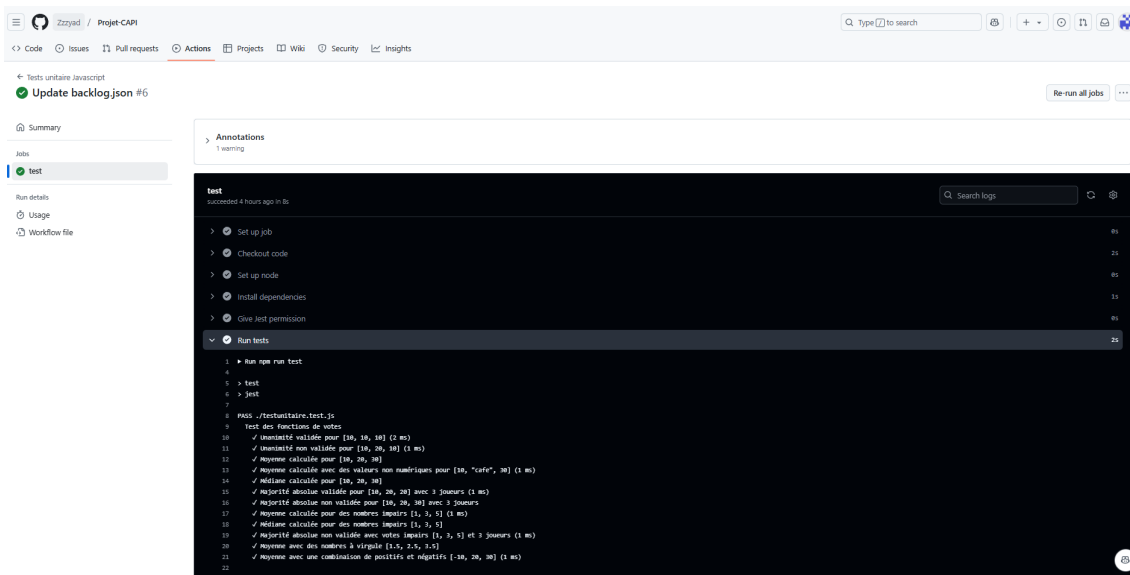 Zzzyad / Projet-CAPI
Type / to search
Code Issues Pull requests Actions Projects Wiki Security Insights
Tests unitaire Javascript
Update backlog.json #6
Re-run all jobs
Summary
Jobs
test
Run details
Usage
Workflow file
Annotations
1 warning
test
succeeded 4 hours ago in 8s
Search logs
Set up job 0s
Checkout code 2s
Set up node 0s
Install dependencies 1s
Give Jest permission 0s
Run tests 2s
1 ▶ Run npm run test
4
5 > test
6 > jest
7
8 PASS ./testunitaire.test.js
9 Test des fonctions de votes
10 ✓ Unanimité validée pour [10, 10, 10] (2 ms)
11 ✓ Unanimité non validée pour [10, 20, 10] (1 ms)
12 ✓ Moyenne calculée pour [10, 20, 30]
13 ✓ Moyenne calculée avec des valeurs non numériques pour [10, "cafe", 30] (1 ms)
14 ✓ Médiane calculée pour [10, 20, 30]
15 ✓ Majorité absolue validée pour [10, 20, 20] avec 3 joueurs (1 ms)
16 ✓ Majorité absolue non validée pour [10, 20, 30] avec 3 joueurs
17 ✓ Moyenne calculée pour des nombres impairs [1, 3, 5] (1 ms)
18 ✓ Médiane calculée pour des nombres impairs [1, 3, 5]
19 ✓ Majorité absolue non validée avec votes impairs [1, 3, 5] et 3 joueurs (1 ms)
20 ✓ Moyenne avec des nombres à virgule [1.5, 2.5, 3.5]
21 ✓ Moyenne avec une combinaison de positifs et négatifs [-10, 20, 30] (1 ms)
22